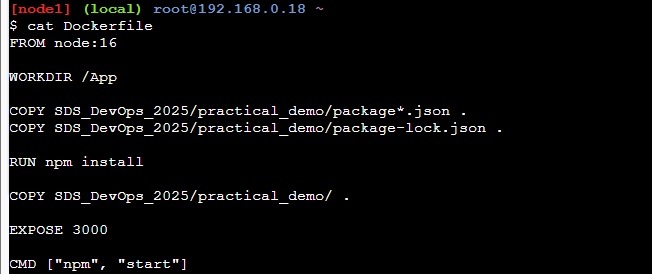 [node1] (local) root@192.168.0.18 ~
$ cat Dockerfile
FROM node:16
WORKDIR /App
COPY SDS_DevOps_2025/practical_demo/package*.json .
COPY SDS_DevOps_2025/practical_demo/package-lock.json .
RUN npm install
COPY SDS_DevOps_2025/practical_demo/ .
EXPOSE 3000
CMD ["npm", "start"]